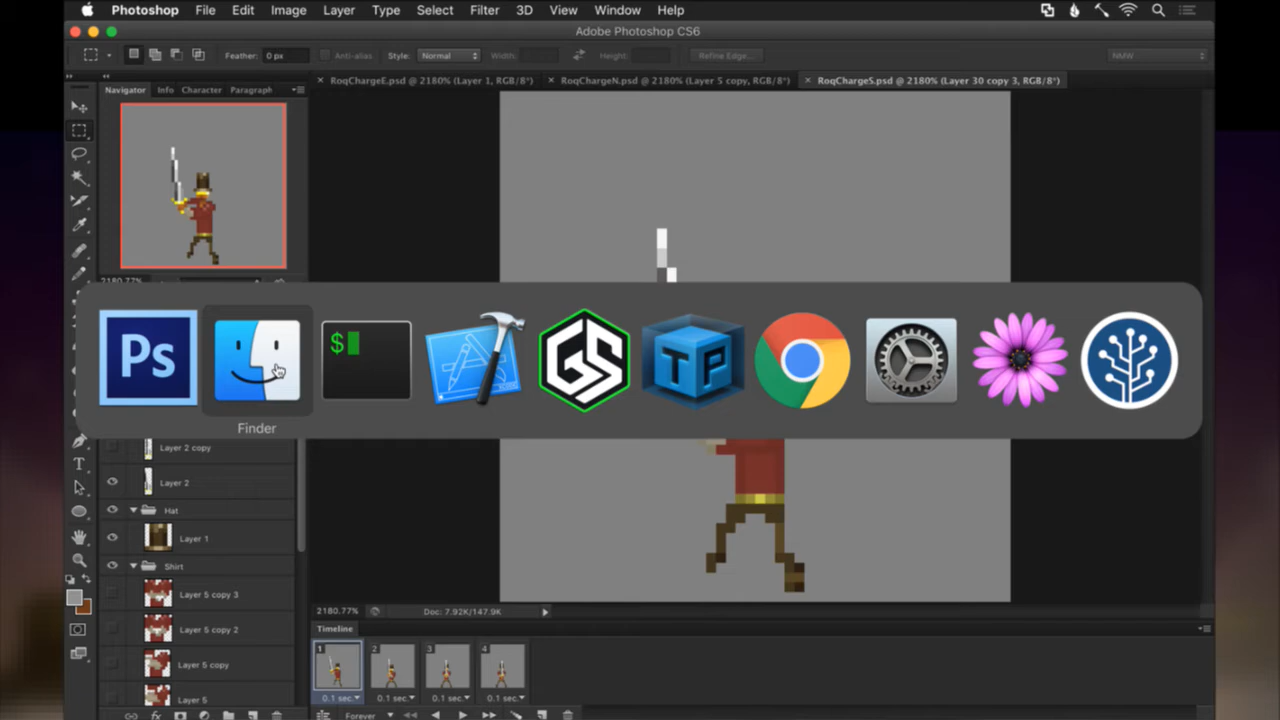 Photoshop File Edit Image Layer Type Select Filter 3D View Window Help
Adobe Photoshop CS6
Feather: 0 px Anti-alias Style: Normal Width: Height: Refine Edge... NMW
RoqChargeE.psd @ 2180% (Layer 1, RGB/8*) RoqChargeN.psd @ 2180% (Layer 5 copy, RGB/8*) RoqChargeS.psd @ 2180% (Layer 30 copy 3, RGB/8*)
Navigator Info Character Paragraph
2180.77%
Ps $ GS TP
Finder
Layer 2 copy
Layer 2
Hat
Layer 1
Shirt
Layer 5 copy 3
Layer 5 copy 2
Layer 5 copy
Layer 5
2180.77% Doc: 7.92K/147.9K
Timeline
1 2 3 4
0.1 sec. 0.1 sec. 0.1 sec. 0.1 sec.
fx Forever